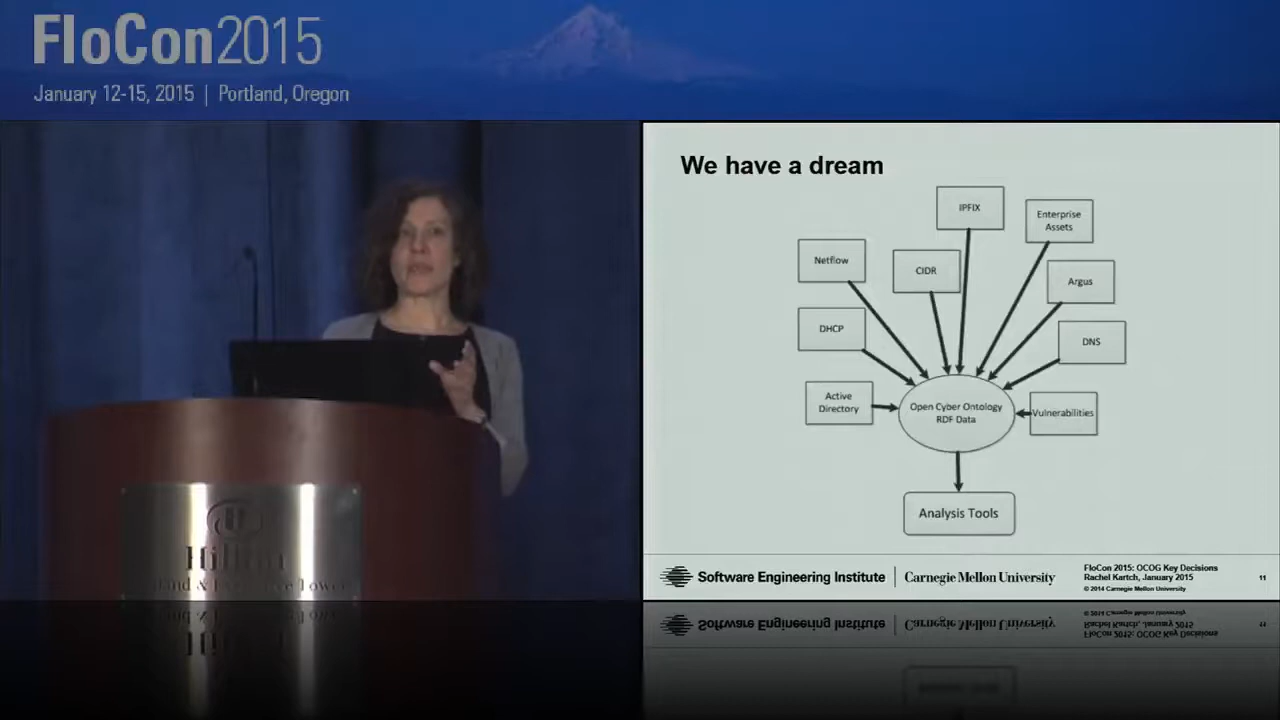 FloCon2015
January 12-15, 2015 | Portland, Oregon
We have a dream
IPFIX
Enterprise
Assets
Netflow
CIDR
Argus
DHCP
DNS
Active
Directory
Open Cyber Ontology
RDF Data
Vulnerabilities
Analysis Tools
Software Engineering Institute | Carnegie Mellon University
FloCon 2015: OCOG Key Decisions
Rachel Kartch, January 2015
© 2014 Carnegie Mellon University
11
Hilton